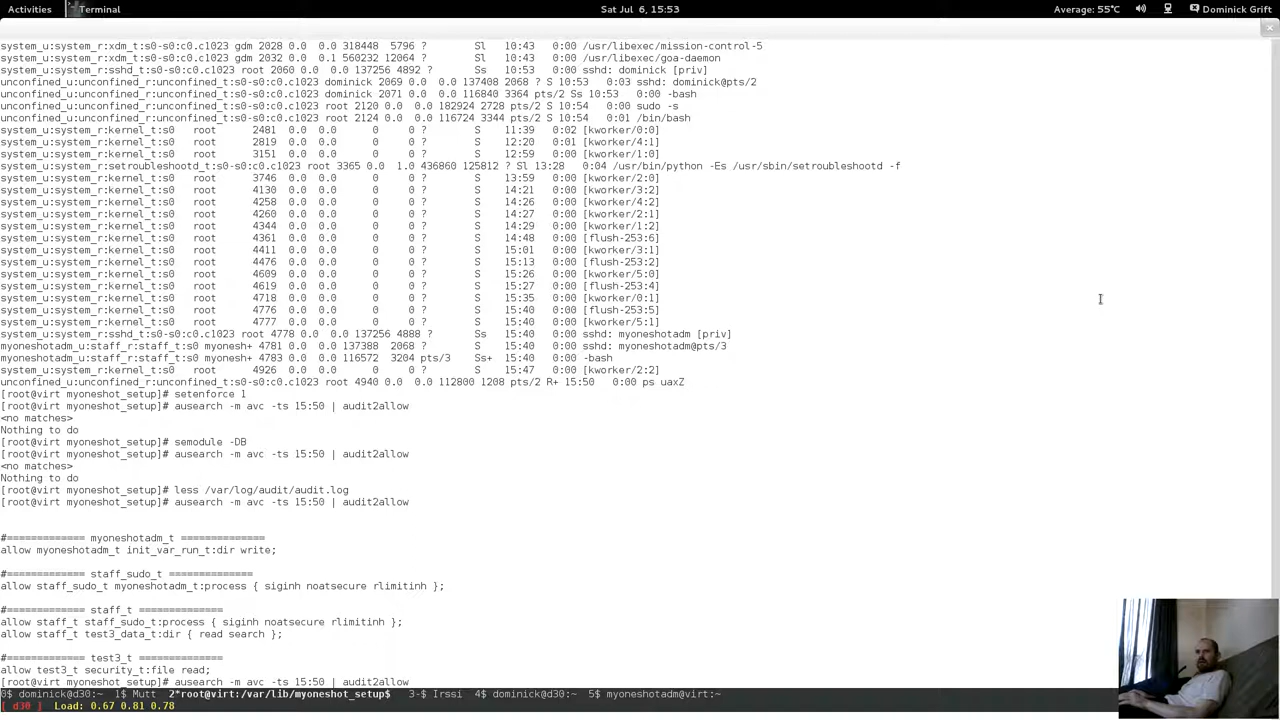 Activities Terminal Sat Jul 6, 15:53 Average: 55°C Dominick Grift
system_u:system_r:xdm_t:s0-s0:c0.c1023 gdm 2028 0.0 0.0 318448 5796 ? Sl 10:43 0:00 /usr/libexec/mission-control-5
system_u:system_r:xdm_t:s0-s0:c0.c1023 gdm 2032 0.0 0.1 560232 12064 ? Sl 10:43 0:00 /usr/libexec/goa-daemon
system_u:system_r:sshd_t:s0-s0:c0.c1023 root 2060 0.0 0.0 137256 4892 ? Ss 10:53 0:00 sshd: dominick [priv]
unconfined_u:unconfined_r:unconfined_t:s0-s0:c0.c1023 dominick 2069 0.0 0.0 137408 2068 ? S 10:53 0:03 sshd: dominick@pts/2
unconfined_u:unconfined_r:unconfined_t:s0-s0:c0.c1023 dominick 2071 0.0 0.0 116840 3364 pts/2 Ss 10:53 0:00 -bash
unconfined_u:unconfined_r:unconfined_t:s0-s0:c0.c1023 root 2120 0.0 0.0 182924 2728 pts/2 S 10:54 0:00 sudo -s
unconfined_u:unconfined_r:unconfined_t:s0-s0:c0.c1023 root 2124 0.0 0.0 116724 3344 pts/2 S 10:54 0:01 /bin/bash
system_u:system_r:kernel_t:s0 root 2481 0.0 0.0 0 0 ? S 11:39 0:02 [kworker/0:0]
system_u:system_r:kernel_t:s0 root 2819 0.0 0.0 0 0 ? S 12:20 0:01 [kworker/4:1]
system_u:system_r:kernel_t:s0 root 3151 0.0 0.0 0 0 ? S 12:59 0:00 [kworker/1:0]
system_u:system_r:setroubleshootd_t:s0-s0:c0.c1023 root 3365 0.0 1.0 436860 125812 ? Sl 13:28 0:04 /usr/bin/python -Es /usr/sbin/setroubleshootd -f
system_u:system_r:kernel_t:s0 root 3746 0.0 0.0 0 0 ? S 13:59 0:00 [kworker/2:0]
system_u:system_r:kernel_t:s0 root 4130 0.0 0.0 0 0 ? S 14:21 0:00 [kworker/3:2]
system_u:system_r:kernel_t:s0 root 4258 0.0 0.0 0 0 ? S 14:26 0:00 [kworker/4:2]
system_u:system_r:kernel_t:s0 root 4260 0.0 0.0 0 0 ? S 14:27 0:00 [kworker/2:1]
system_u:system_r:kernel_t:s0 root 4344 0.0 0.0 0 0 ? S 14:29 0:00 [kworker/1:2]
system_u:system_r:kernel_t:s0 root 4361 0.0 0.0 0 0 ? S 14:48 0:00 [flush-253:6]
system_u:system_r:kernel_t:s0 root 4411 0.0 0.0 0 0 ? S 15:01 0:00 [kworker/3:1]
system_u:system_r:kernel_t:s0 root 4476 0.0 0.0 0 0 ? S 15:13 0:00 [flush-253:2]
system_u:system_r:kernel_t:s0 root 4609 0.0 0.0 0 0 ? S 15:26 0:00 [kworker/5:0]
system_u:system_r:kernel_t:s0 root 4619 0.0 0.0 0 0 ? S 15:27 0:00 [flush-253:4]
system_u:system_r:kernel_t:s0 root 4718 0.0 0.0 0 0 ? S 15:35 0:00 [kworker/0:1]
system_u:system_r:kernel_t:s0 root 4776 0.0 0.0 0 0 ? S 15:40 0:00 [flush-253:5]
system_u:system_r:kernel_t:s0 root 4777 0.0 0.0 0 0 ? S 15:40 0:00 [kworker/5:1]
system_u:system_r:sshd_t:s0-s0:c0.c1023 root 4778 0.0 0.0 137256 4888 ? Ss 15:40 0:00 sshd: myoneshotadm [priv]
myoneshotadm_u:staff_r:staff_t:s0 myonesh+ 4781 0.0 0.0 137388 2068 ? S 15:40 0:00 sshd: myoneshotadm@pts/3
myoneshotadm_u:staff_r:staff_t:s0 myonesh+ 4783 0.0 0.0 116572 3204 pts/3 Ss+ 15:40 0:00 -bash
system_u:system_r:kernel_t:s0 root 4926 0.0 0.0 0 0 ? S 15:47 0:00 [kworker/2:2]
unconfined_u:unconfined_r:unconfined_t:s0-s0:c0.c1023 root 4940 0.0 0.0 112800 1208 pts/2 R+ 15:50 0:00 ps uaxZ
[root@virt myoneshot_setup]# setenforce 1
[root@virt myoneshot_setup]# ausearch -m avc -ts 15:50 | audit2allow
<no matches>
Nothing to do
[root@virt myoneshot_setup]# semodule -DB
[root@virt myoneshot_setup]# ausearch -m avc -ts 15:50 | audit2allow
<no matches>
Nothing to do
[root@virt myoneshot_setup]# less /var/log/audit/audit.log
[root@virt myoneshot_setup]# ausearch -m avc -ts 15:50 | audit2allow
#============= myoneshotadm_t ==============
allow myoneshotadm_t init_var_run_t:dir write;
#============= staff_sudo_t ==============
allow staff_sudo_t myoneshotadm_t:process { siginh noatsecure rlimitinh };
#============= staff_t ==============
allow staff_t staff_sudo_t:process { siginh noatsecure rlimitinh };
allow staff_t test3_data_t:dir { read search };
#============= test3_t ==============
allow test3_t security_t:file read;
[root@virt myoneshot_setup]# ausearch -m avc -ts 15:50 | audit2allow
0$ dominick@d30:~ 1$ Mutt 2*root@virt:/var/lib/myoneshot_setup$ 3-$ Irssi 4$ dominick@d30:~ 5$ myoneshotadm@virt:~
[ d30 ] Load: 0.67 0.81 0.78